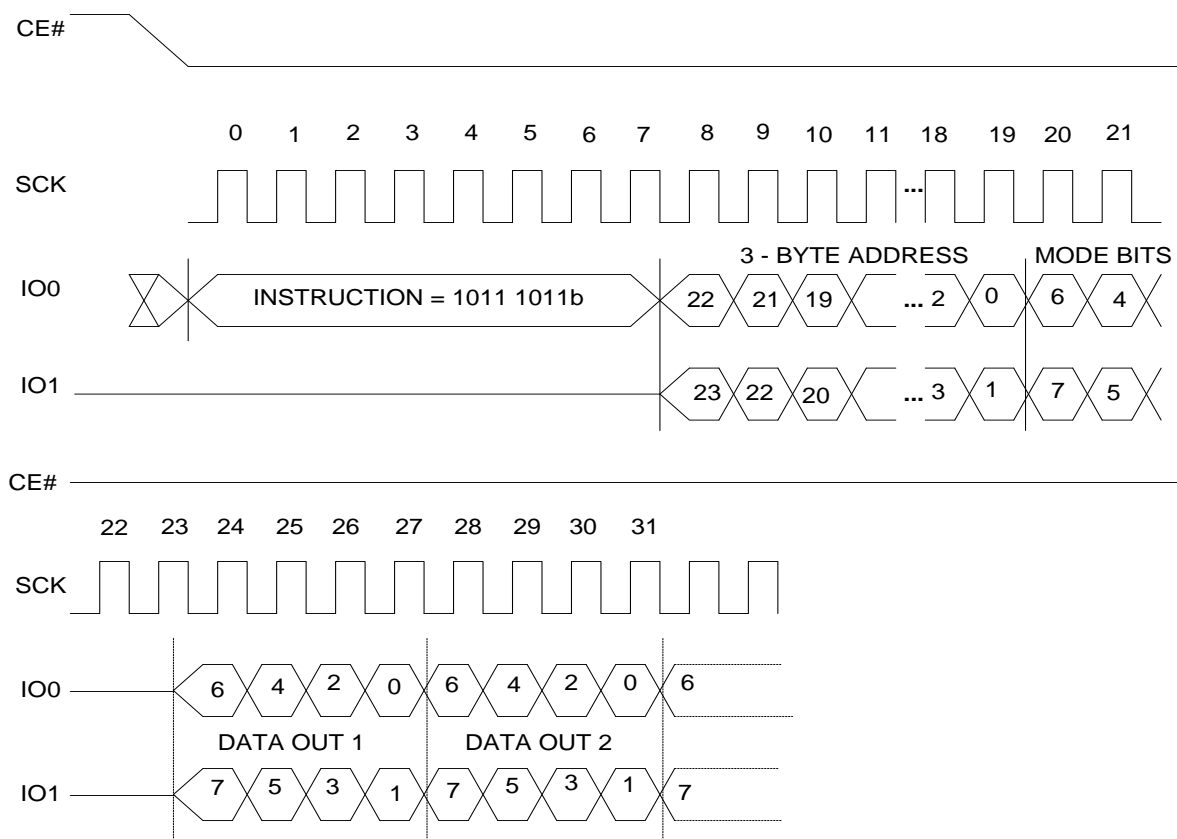 CE#
0 1 2 3 4 5 6 7 8 9 10 11 18 19 20 21
SCK ...
3 - BYTE ADDRESS MODE BITS
IO0 INSTRUCTION = 1011 1011b 22 21 19 ... 2 0 6 4
IO1 23 22 20 ... 3 1 7 5
CE#
22 23 24 25 26 27 28 29 30 31
SCK
IO0 6 4 2 0 6 4 2 0 6
DATA OUT 1 DATA OUT 2
IO1 7 5 3 1 7 5 3 1 7